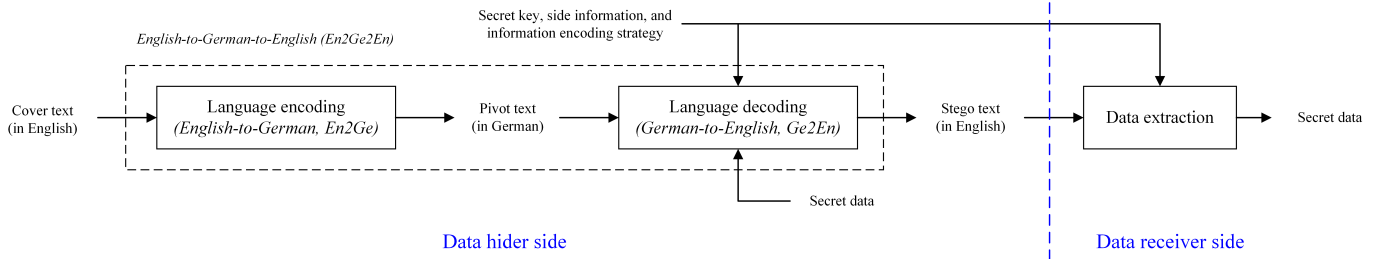 Secret key, side information, and
information encoding strategy
English-to-German-to-English (En2Ge2En)
Cover text
(in English)
Language encoding
(English-to-German, En2Ge)
Pivot text
(in German)
Language decoding
(German-to-English, Ge2En)
Stego text
(in English)
Data extraction
Secret data
Secret data
Data hider side
Data receiver side